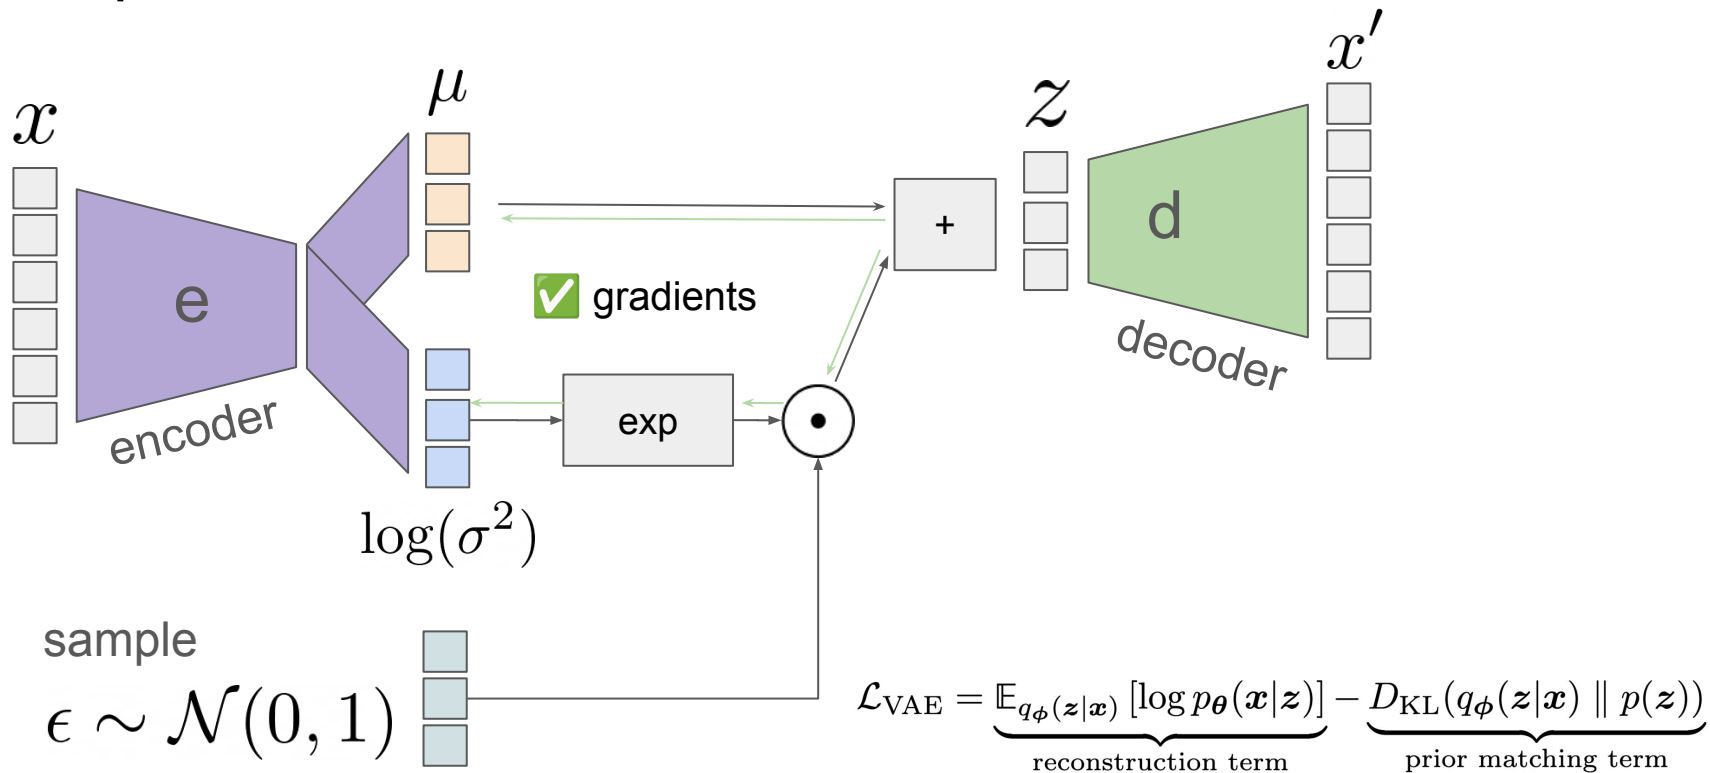 x
μ
z
x′
e
d
+
✅ gradients
encoder
decoder
exp
log(σ²)
sample
ϵ ∼ 𝒩(0, 1)
ℒ_VAE = 𝔼_{q_ϕ(z|x)} [log p_θ(x|z)] − D_KL(q_ϕ(z|x) ∥ p(z))
reconstruction term
prior matching term